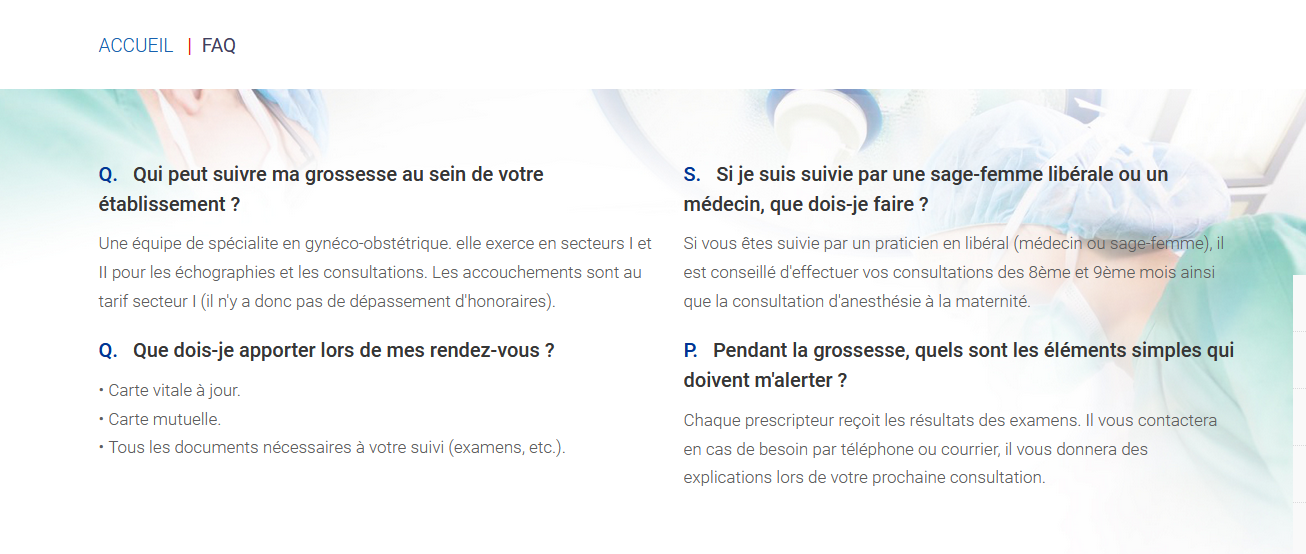 ACCUEIL | FAQ
Q. Qui peut suivre ma grossesse au sein de votre
établissement ?
Une équipe de spécialite en gynéco-obstétrique. elle exerce en secteurs I et
II pour les échographies et les consultations. Les accouchements sont au
tarif secteur I (il n'y a donc pas de dépassement d'honoraires).
Q. Que dois-je apporter lors de mes rendez-vous ?
• Carte vitale à jour.
• Carte mutuelle.
• Tous les documents nécessaires à votre suivi (examens, etc.).
S. Si je suis suivie par une sage-femme libérale ou un
médecin, que dois-je faire ?
Si vous êtes suivie par un praticien en libéral (médecin ou sage-femme), il
est conseillé d'effectuer vos consultations des 8ème et 9ème mois ainsi
que la consultation d'anesthésie à la maternité.
P. Pendant la grossesse, quels sont les éléments simples qui
doivent m'alerter ?
Chaque prescripteur reçoit les résultats des examens. Il vous contactera
en cas de besoin par téléphone ou courrier, il vous donnera des
explications lors de votre prochaine consultation.